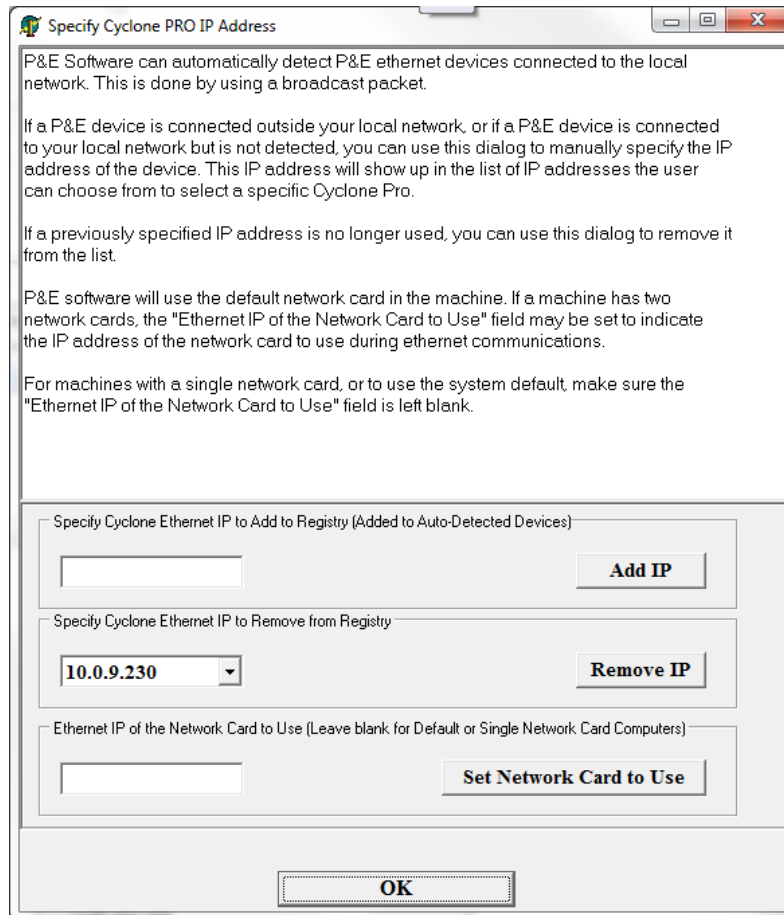 Specify Cyclone PRO IP Address
P&E Software can automatically detect P&E ethernet devices connected to the local
network. This is done by using a broadcast packet.
If a P&E device is connected outside your local network, or if a P&E device is connected
to your local network but is not detected, you can use this dialog to manually specify the IP
address of the device. This IP address will show up in the list of IP addresses the user
can choose from to select a specific Cyclone Pro.
If a previously specified IP address is no longer used, you can use this dialog to remove it
from the list.
P&E software will use the default network card in the machine. If a machine has two
network cards, the "Ethernet IP of the Network Card to Use" field may be set to indicate
the IP address of the network card to use during ethernet communications.
For machines with a single network card, or to use the system default, make sure the
"Ethernet IP of the Network Card to Use" field is left blank.
Specify Cyclone Ethernet IP to Add to Registry (Added to Auto-Detected Devices)
Add IP
Specify Cyclone Ethernet IP to Remove from Registry
10.0.9.230
Remove IP
Ethernet IP of the Network Card to Use (Leave blank for Default or Single Network Card Computers)
Set Network Card to Use
OK